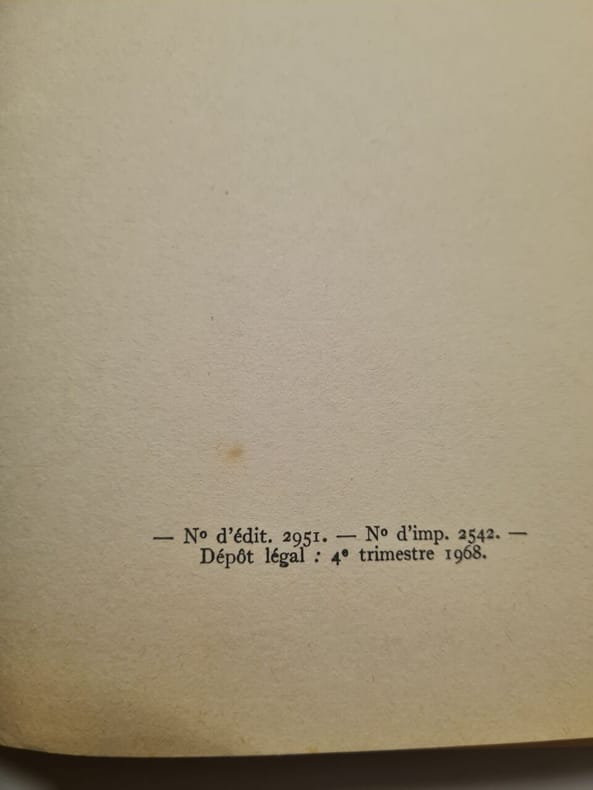 — Nº d'édit. 2951. — Nº d'imp. 2542. —
Dépôt légal : 4e trimestre 1968.